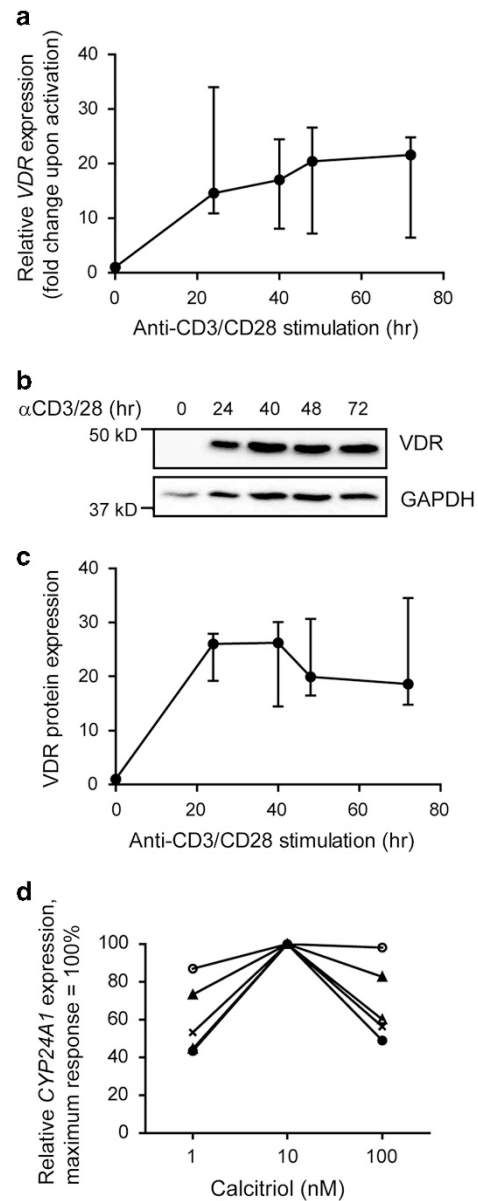 a
Relative VDR expression
(fold change upon activation)
40
30
20
10
0
0 20 40 60 80
Anti-CD3/CD28 stimulation (hr)
b
αCD3/28 (hr) 0 24 40 48 72
50 kD
VDR
GAPDH
37 kD
c
VDR protein expression
40
30
20
10
0
0 20 40 60 80
Anti-CD3/CD28 stimulation (hr)
d
Relative CYP24A1 expression,
maximum response = 100%
100
80
60
40
20
0
1 10 100
Calcitriol (nM)